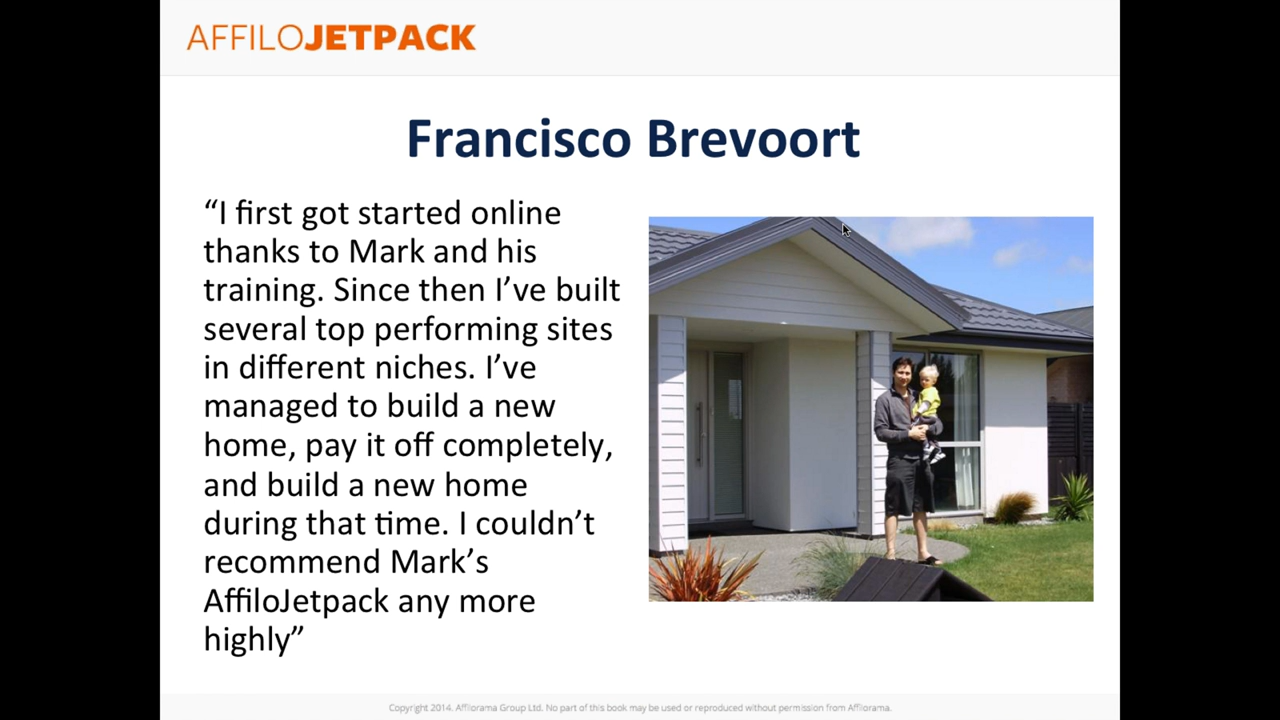 AFFILOJETPACK
Francisco Brevoort
“I first got started online
thanks to Mark and his
training. Since then I’ve built
several top performing sites
in different niches. I’ve
managed to build a new
home, pay it off completely,
and build a new home
during that time. I couldn’t
recommend Mark’s
AffiloJetpack any more
highly”
Copyright 2014. Affilorama Group Ltd. No part of this book may be used or reproduced without permission from Affilorama.